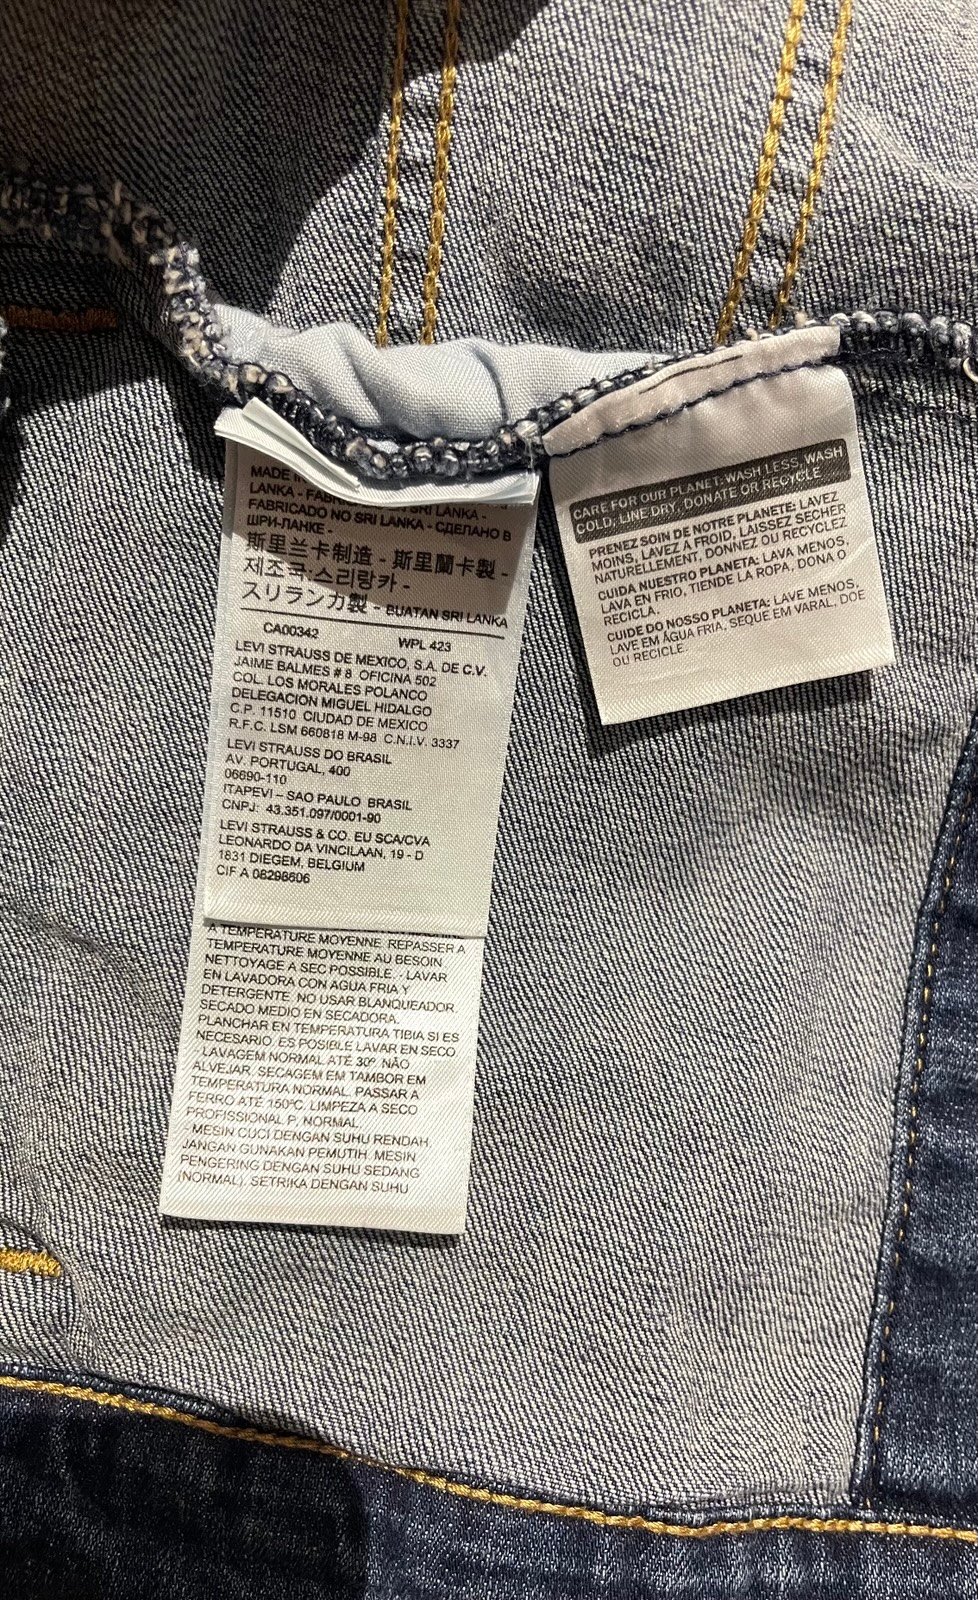 MADE IN
LANKA - FABR SRI LANKA -
FABRICADO NO SRI LANKA - СДЕЛАНО В
ШРИ-ЛАНКЕ -
斯里兰卡制造 - 斯里蘭卡製 -
제조국:스리랑카 -
スリランカ製 - BUATAN SRI LANKA
CA00342 WPL 423
LEVI STRAUSS DE MEXICO, S.A. DE C.V.
JAIME BALMES # 8 OFICINA 502
COL. LOS MORALES POLANCO
DELEGACION MIGUEL HIDALGO
C.P. 11510 CIUDAD DE MEXICO
R.F.C. LSM 660818 M-98 C.N.I.V. 3337
LEVI STRAUSS DO BRASIL
AV. PORTUGAL, 400
06690-110
ITAPEVI – SAO PAULO BRASIL
CNPJ: 43.351.097/0001-90
LEVI STRAUSS & CO. EU SCA/CVA
LEONARDO DA VINCILAAN, 19 - D
1831 DIEGEM, BELGIUM
CIF A 08298606
A TEMPERATURE MOYENNE. REPASSER A
TEMPERATURE MOYENNE AU BESOIN
NETTOYAGE A SEC POSSIBLE. - LAVAR
EN LAVADORA CON AGUA FRIA Y
DETERGENTE. NO USAR BLANQUEADOR.
SECADO MEDIO EN SECADORA.
PLANCHAR EN TEMPERATURA TIBIA SI ES
NECESARIO. ES POSIBLE LAVAR EN SECO
- LAVAGEM NORMAL ATÉ 30º NÃO
ALVEJAR. SECAGEM EM TAMBOR EM
TEMPERATURA NORMAL. PASSAR A
FERRO ATÉ 150ºC. LIMPEZA A SECO
PROFISSIONAL P, NORMAL.
- MESIN CUCI DENGAN SUHU RENDAH.
JANGAN GUNAKAN PEMUTIH. MESIN
PENGERING DENGAN SUHU SEDANG
(NORMAL). SETRIKA DENGAN SUHU
CARE FOR OUR PLANET: WASH LESS, WASH
COLD, LINE DRY, DONATE OR RECYCLE
PRENEZ SOIN DE NOTRE PLANETE: LAVEZ
MOINS, LAVEZ À FROID, LAISSEZ SÉCHER
NATURELLEMENT, DONNEZ OU RECYCLEZ
CUIDA NUESTRO PLANETA: LAVA MENOS,
LAVA EN FRIO, TIENDE LA ROPA, DONA O
RECICLA.
CUIDE DO NOSSO PLANETA: LAVE MENOS,
LAVE EM ÁGUA FRIA, SEQUE EM VARAL, DOE
OU RECICLE.